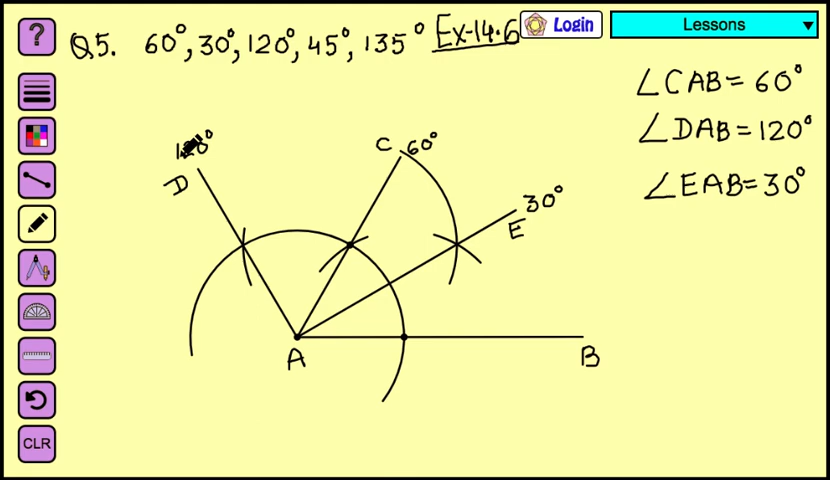 Q5. 60°, 30°, 120°, 45°, 135° Ex-14.6
Login
Lessons
∠CAB = 60°
∠DAB = 120°
∠EAB = 30°
120°
D
C 60°
30°
E
A
B
?
CLR